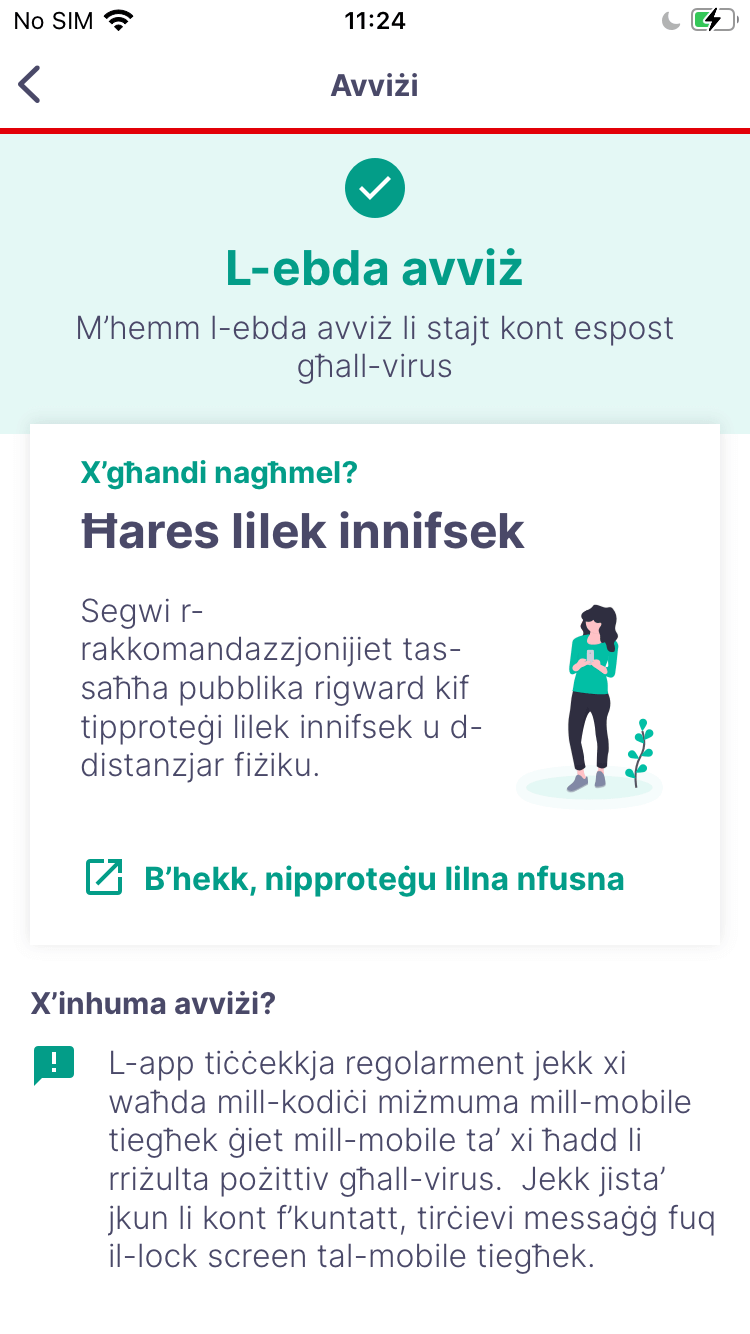 No SIM 11:24
Avviżi
L-ebda avviż
M’hemm l-ebda avviż li stajt kont espost
għall-virus
X’għandi nagħmel?
Ħares lilek innifsek
Segwi r-
rakkomandazzjonijiet tas-
saħħa pubblika rigward kif
tipproteġi lilek innifsek u d-
distanzjar fiżiku.
B’hekk, nipproteġu lilna nfusna
X’inhuma avviżi?
L-app tiċċekkja regolarment jekk xi
waħda mill-kodiċi miżmuma mill-mobile
tiegħek ġiet mill-mobile ta’ xi ħadd li
rriżulta pożittiv għall-virus.  Jekk jista’
jkun li kont f’kuntatt, tirċievi messaġġ fuq
il-lock screen tal-mobile tiegħek.